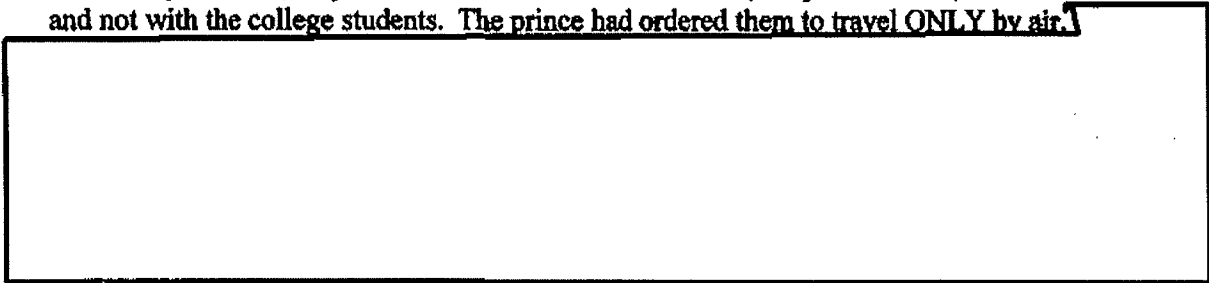 and not with the college students. The prince had ordered them to travel ONLY by air.